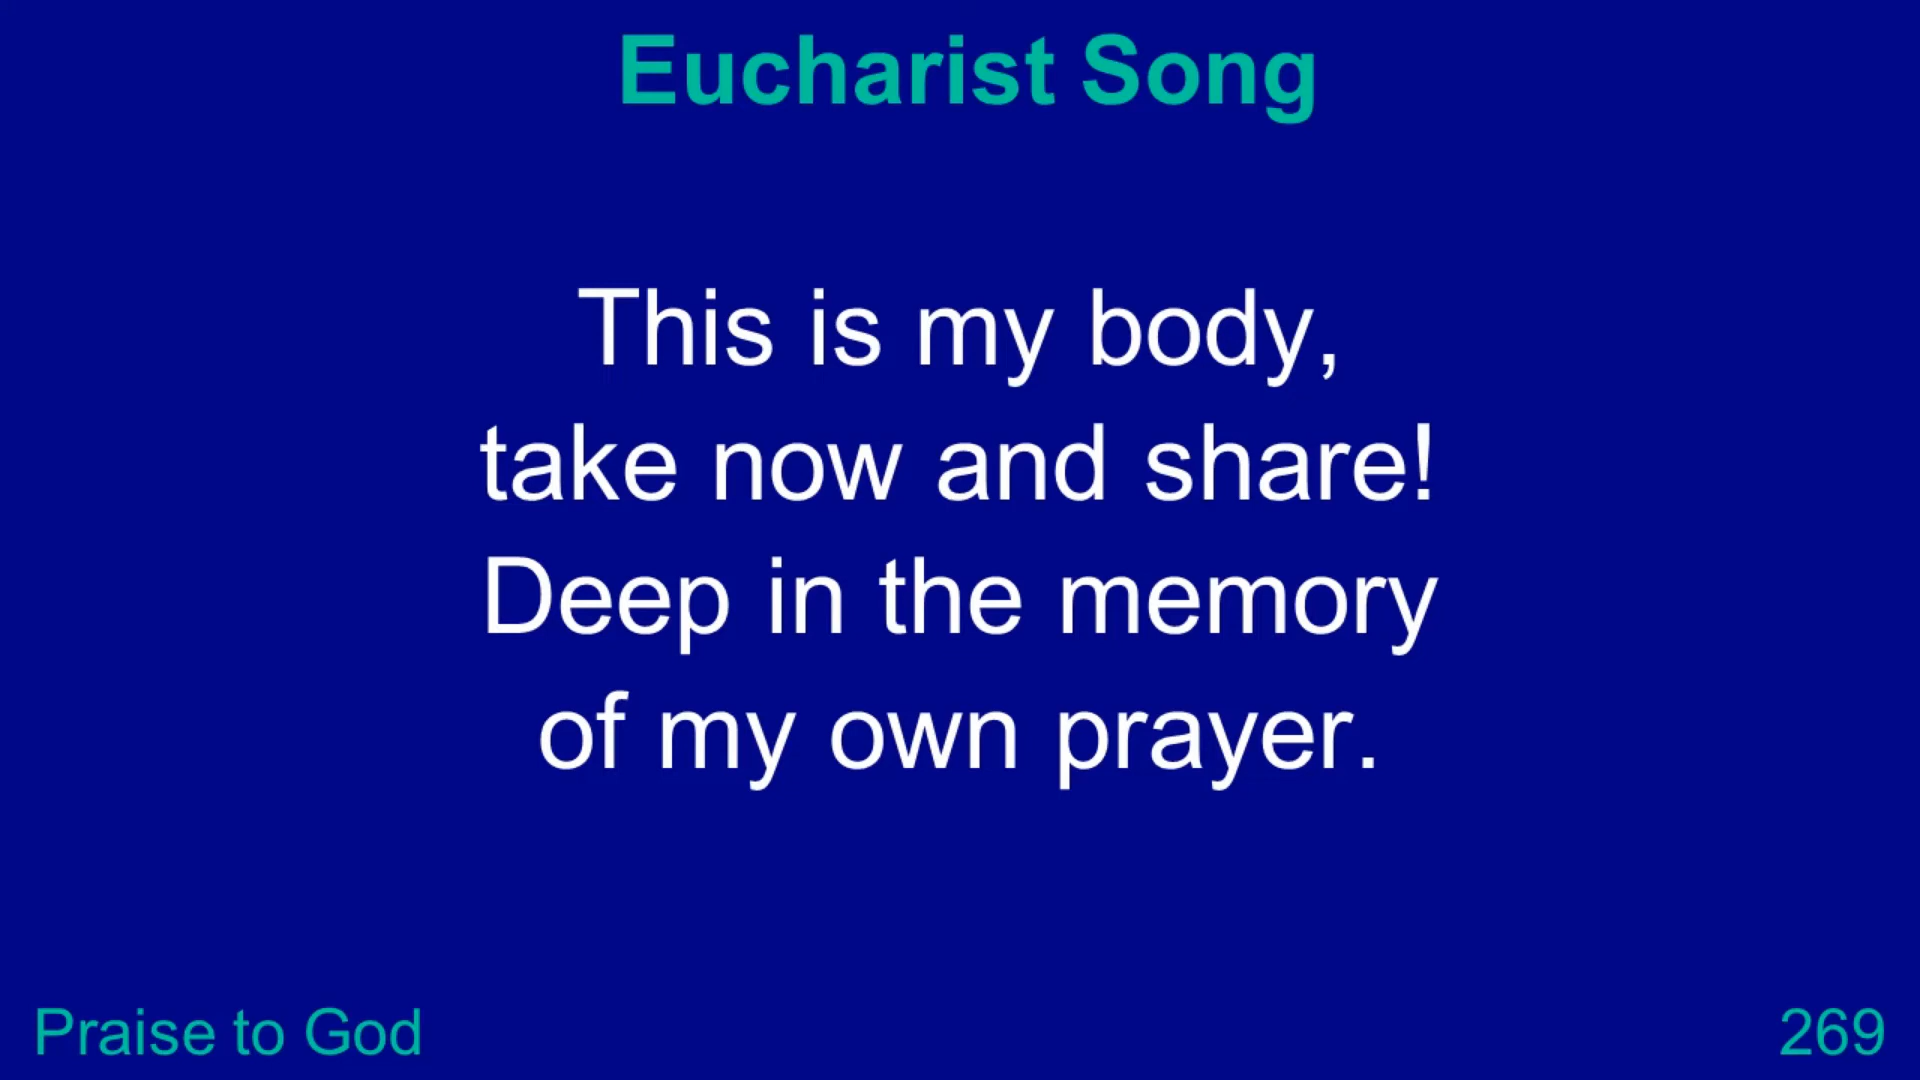 Eucharist Song
This is my body,
take now and share!
Deep in the memory
of my own prayer.
Praise to God
269